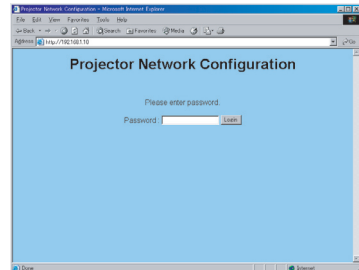 Projector Network Configuration - Microsoft Internet Explorer
File Edit View Favorites Tools Help
Back Search Favorites Media
Address http://192.168.1.10 Go
Projector Network Configuration
Please enter password.
Password: Login
Done Internet